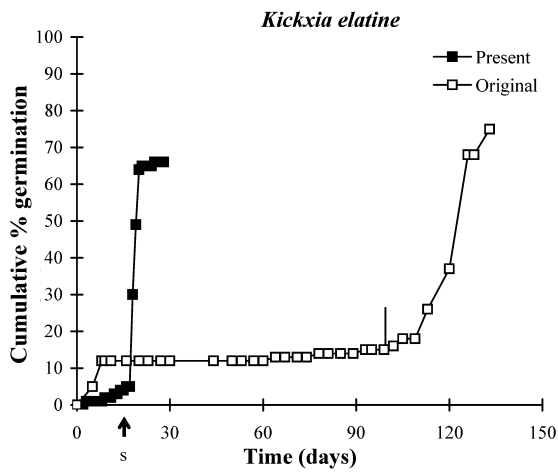 Kickxia elatine
Present
Original
Cumulative % germination
100
90
80
70
60
50
40
30
20
10
0
0
30
60
90
120
150
S
Time (days)